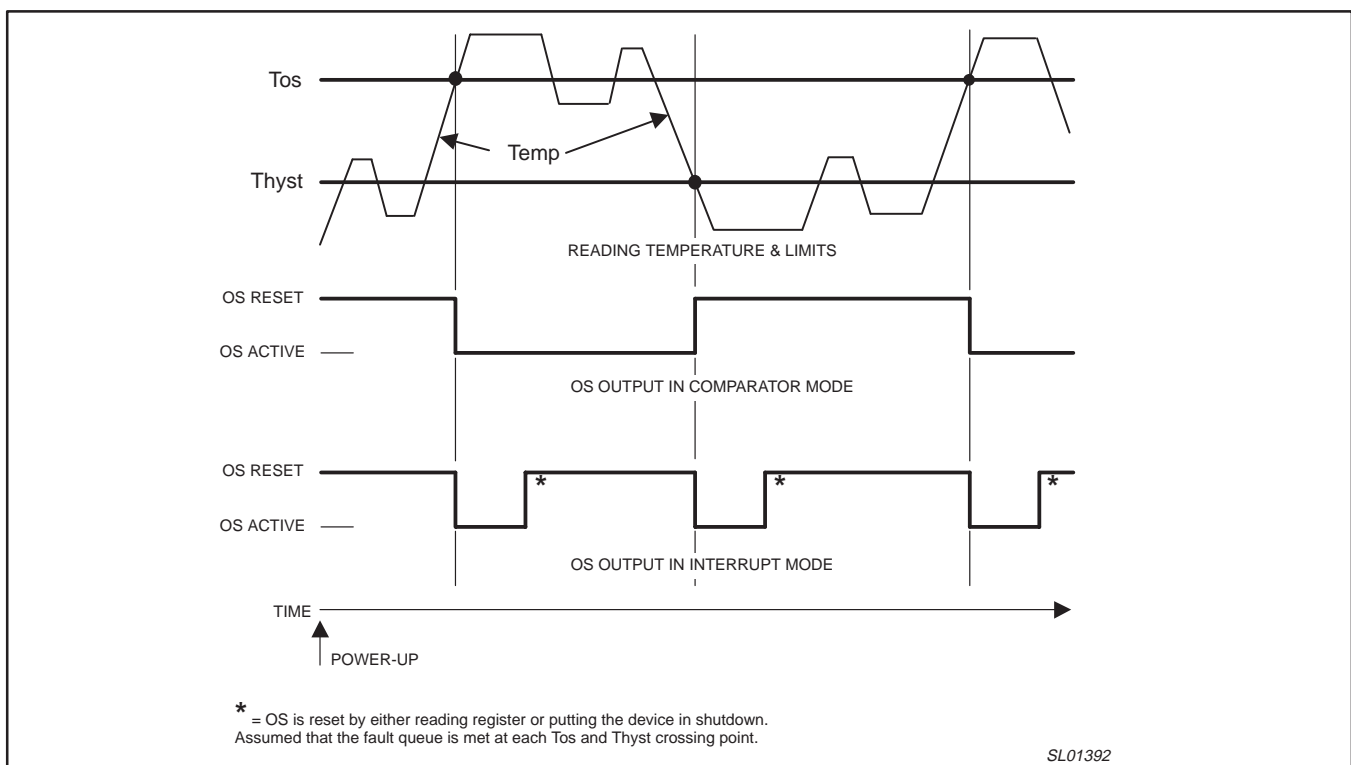 Tos
Temp
Thyst
READING TEMPERATURE & LIMITS
OS RESET
OS ACTIVE
OS OUTPUT IN COMPARATOR MODE
OS RESET
* * *
OS ACTIVE
OS OUTPUT IN INTERRUPT MODE
TIME
POWER-UP
* = OS is reset by either reading register or putting the device in shutdown.
Assumed that the fault queue is met at each Tos and Thyst crossing point.
SL01392